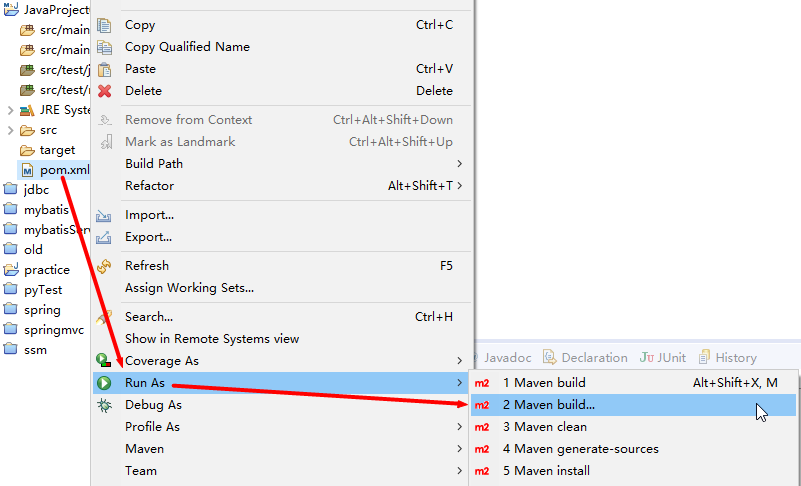 JavaProject
src/main
src/main
src/test/j
src/test/r
JRE Syste
src
target
pom.xml
jdbc
mybatis
mybatisServ
old
practice
pyTest
spring
springmvc
ssm
Copy Ctrl+C
Copy Qualified Name
Paste Ctrl+V
Delete Delete
Remove from Context Ctrl+Alt+Shift+Down
Mark as Landmark Ctrl+Alt+Shift+Up
Build Path
Refactor Alt+Shift+T
Import...
Export...
Refresh F5
Assign Working Sets...
Search... Ctrl+H
Show in Remote Systems view
Coverage As
Run As
Debug As
Profile As
Maven
Team
Javadoc Declaration JUnit History
m2 1 Maven build Alt+Shift+X, M
m2 2 Maven build...
m2 3 Maven clean
m2 4 Maven generate-sources
m2 5 Maven install